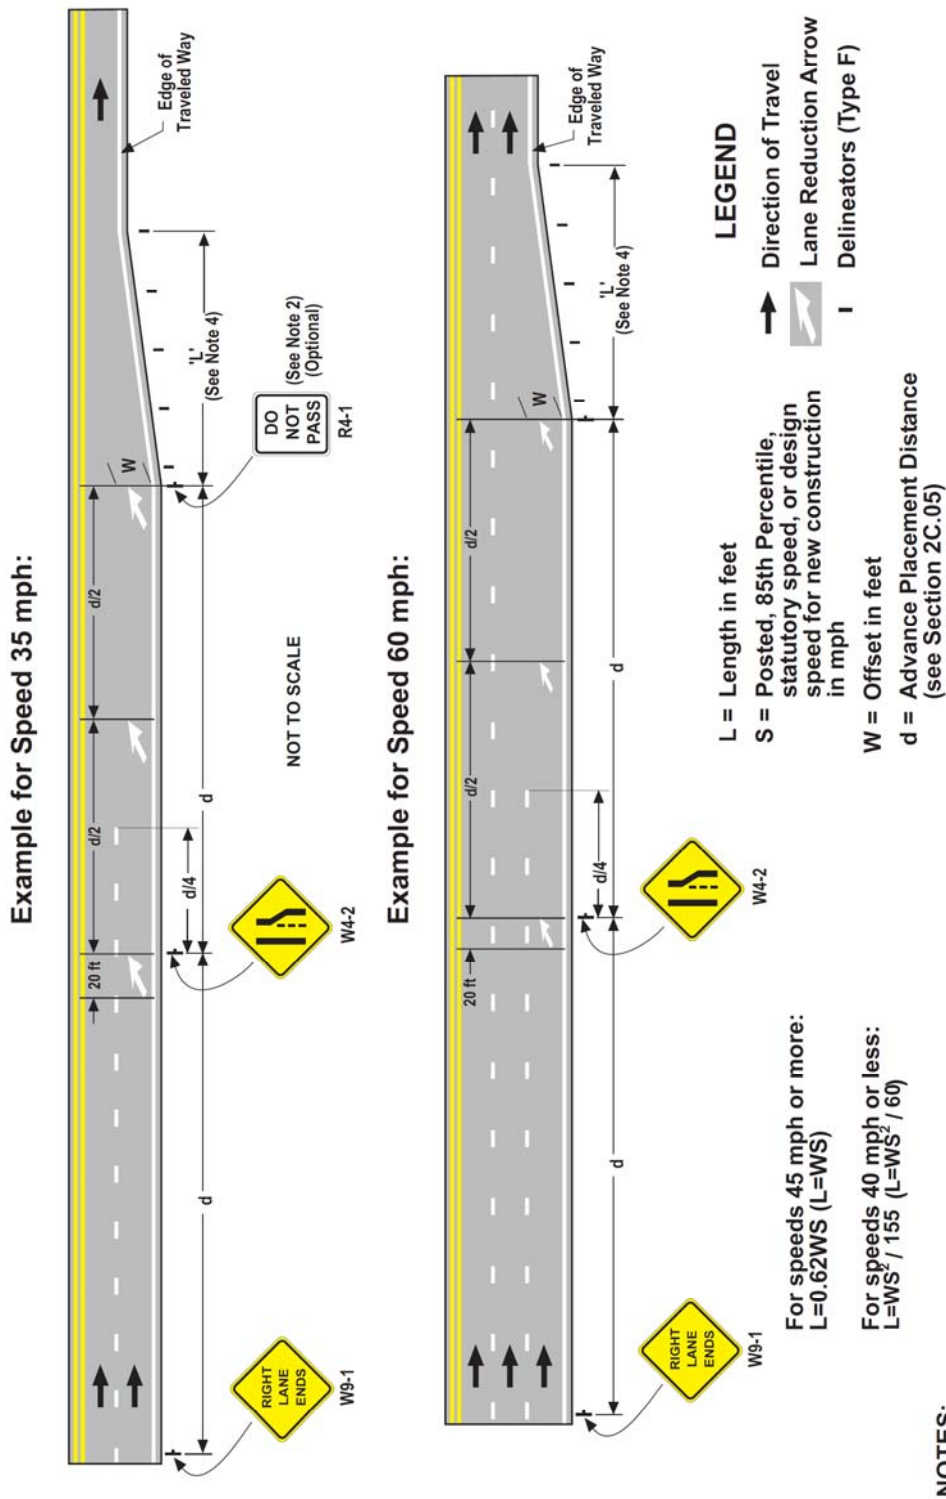 Example for Speed 35 mph:
Edge of
Traveled Way
RIGHT
LANE
ENDS
W9-1
d
20 ft
d/2
d/4
d
W4-2
d/2
NOT TO SCALE
W
'L'
(See Note 4)
DO
NOT
PASS
R4-1
(See Note 2)
(Optional)
Example for Speed 60 mph:
Edge of
Traveled Way
RIGHT
LANE
ENDS
W9-1
d
20 ft
d/2
d/4
d
W4-2
d/2
W
'L'
(See Note 4)
For speeds 45 mph or more:
L=0.62WS (L=WS)
For speeds 40 mph or less:
L=WS² / 155 (L=WS² / 60)
L = Length in feet
S = Posted, 85th Percentile,
statutory speed, or design
speed for new construction
in mph
W = Offset in feet
d = Advance Placement Distance
(see Section 2C.05)
LEGEND
Direction of Travel
Lane Reduction Arrow
Delineators (Type F)
NOTES: